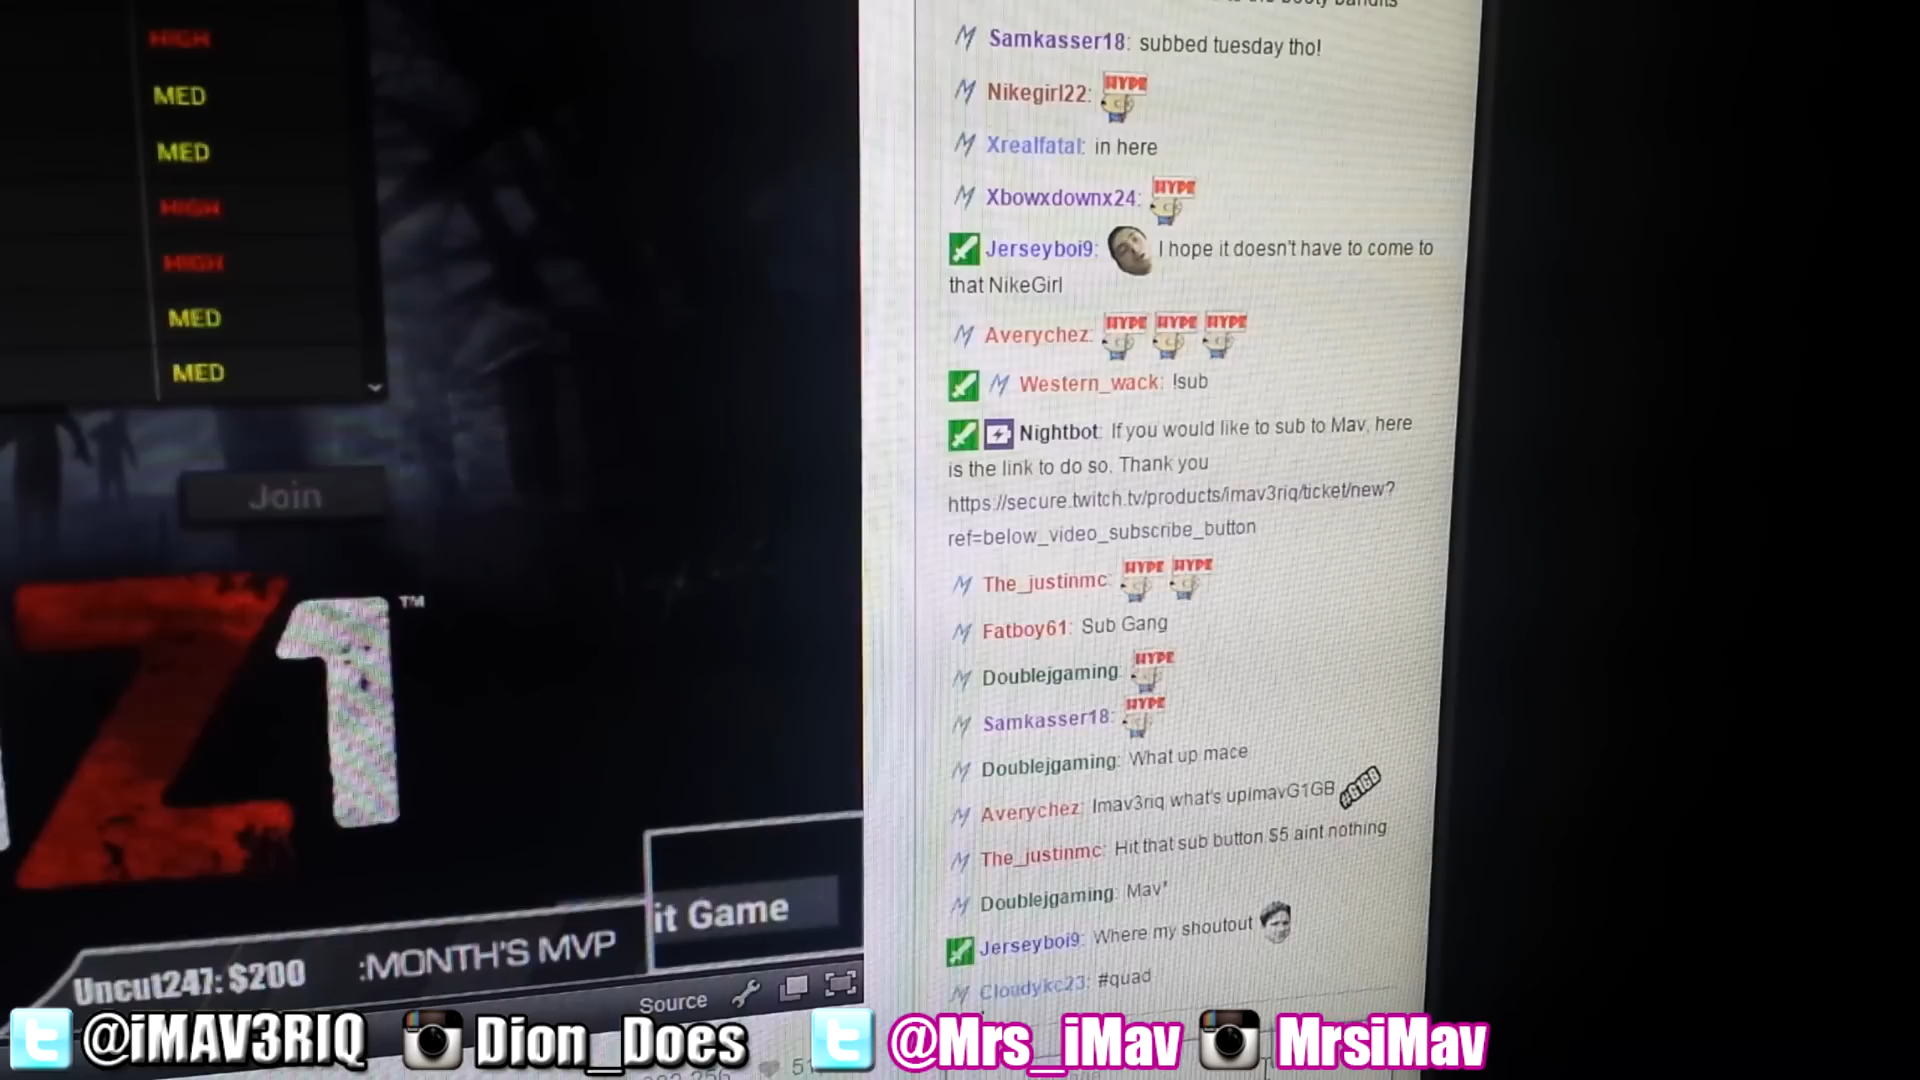 HIGH
MED
MED
HIGH
HIGH
MED
MED
Join
Z1
™
it Game
Uncut247: $200
:MONTH'S MVP
Source
booty bandits
Samkasser18: subbed tuesday tho!
Nikegirl22: HYPE
Xrealfatal: in here
Xbowxdownx24: HYPE
Jerseyboi9: I hope it doesn't have to come to
that NikeGirl
Averychez: HYPE HYPE HYPE
Western_wack: !sub
Nightbot: If you would like to sub to Mav, here
is the link to do so. Thank you
https://secure.twitch.tv/products/imav3riq/ticket/new?
ref=below_video_subscribe_button
The_justinmc: HYPE HYPE
Fatboy61: Sub Gang
Doublejgaming: HYPE
Samkasser18: HYPE
Doublejgaming: What up mace
Averychez: Imav3riq what's upimavG1GB #G1GB
The_justinmc: Hit that sub button $5 aint nothing
Doublejgaming: Mav*
Jerseyboi9: Where my shoutout
Cloudykc23: #quad
@iMAV3RIQ Dion_Does @Mrs_iMav MrsiMav